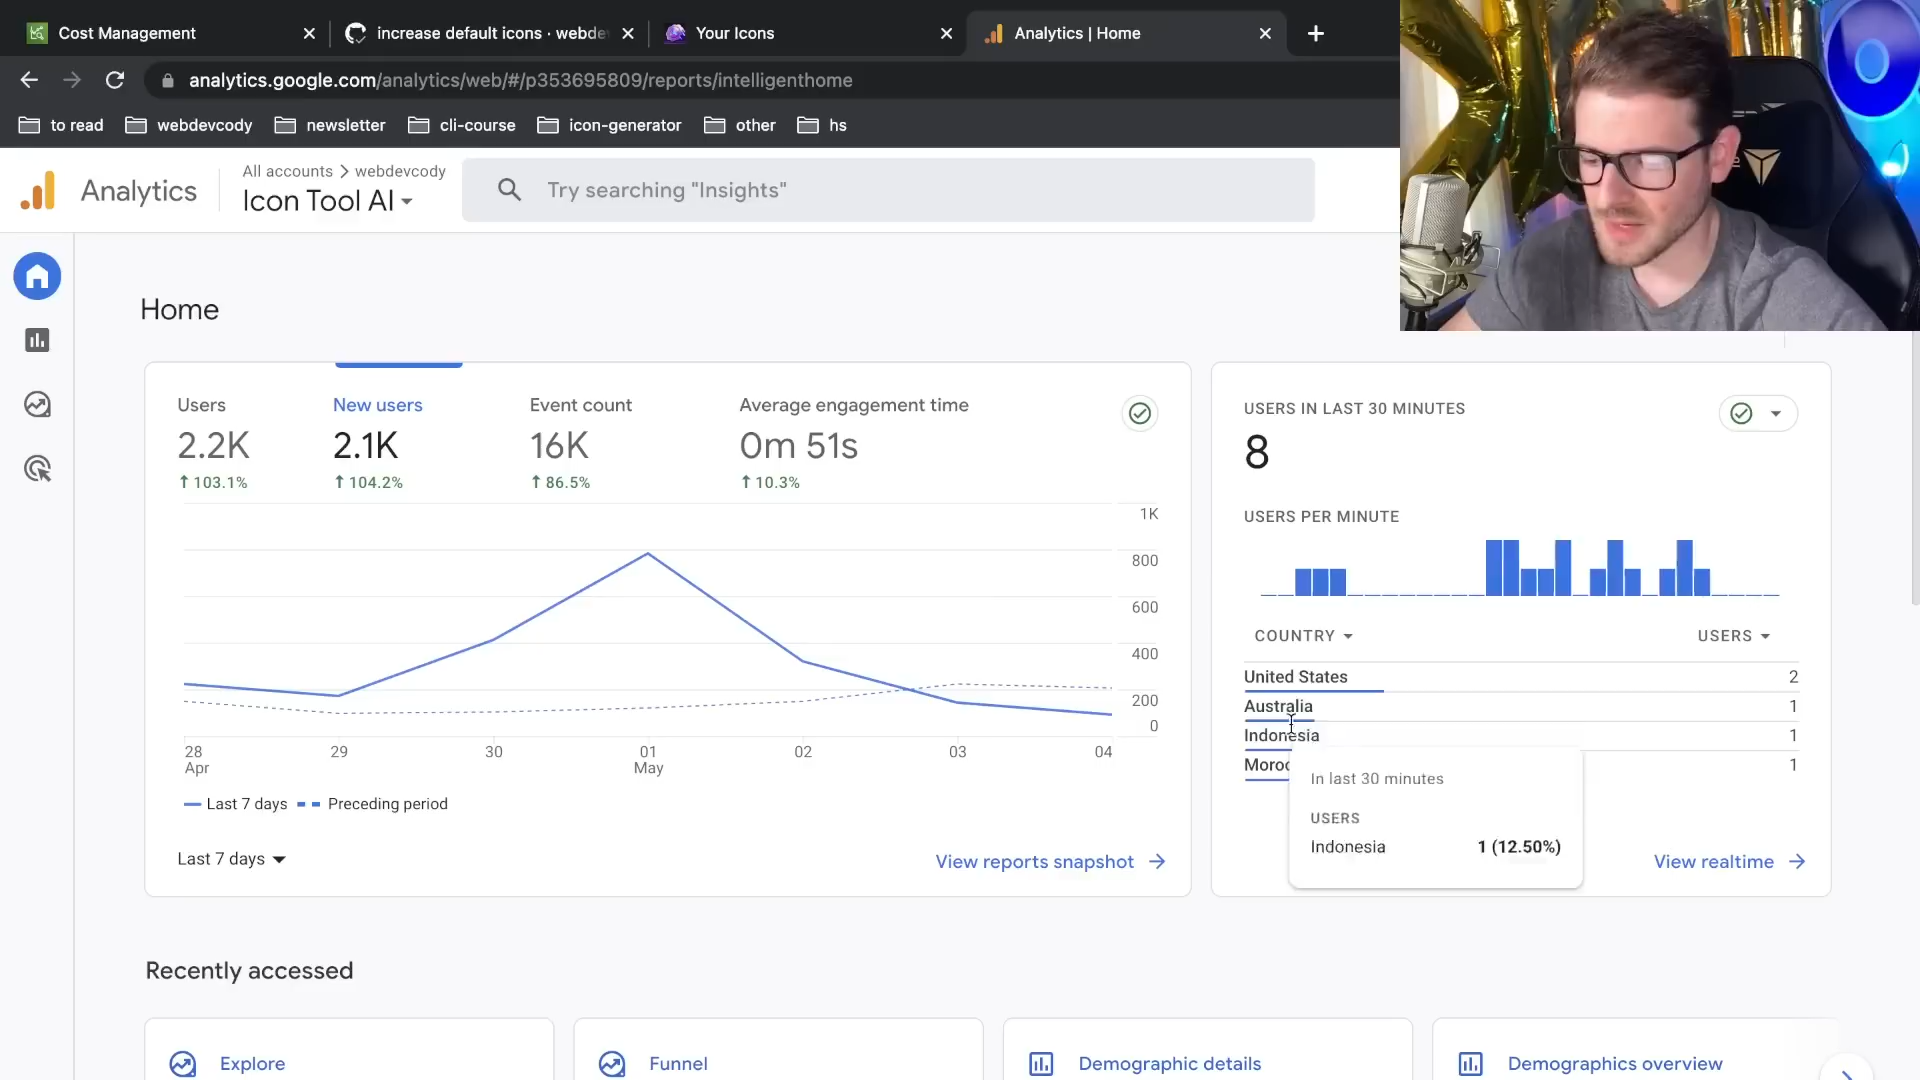 Cost Management
increase default icons · webde
Your Icons
Analytics | Home
analytics.google.com/analytics/web/#/p353695809/reports/intelligenthome
to read
webdevcody
newsletter
cli-course
icon-generator
other
hs
Analytics
All accounts > webdevcody
Icon Tool AI
Try searching "Insights"
Home
Users
2.2K
↑ 103.1%
New users
2.1K
↑ 104.2%
Event count
16K
↑ 86.5%
Average engagement time
0m 51s
↑ 10.3%
1K
800
600
400
200
0
28
Apr
29
30
01
May
02
03
04
Last 7 days
Preceding period
Last 7 days
View reports snapshot
USERS IN LAST 30 MINUTES
8
USERS PER MINUTE
COUNTRY
USERS
United States 2
Australia 1
Indonesia 1
Moroc 1
In last 30 minutes
USERS
Indonesia 1 (12.50%)
View realtime
Recently accessed
Explore
Funnel
Demographic details
Demographics overview